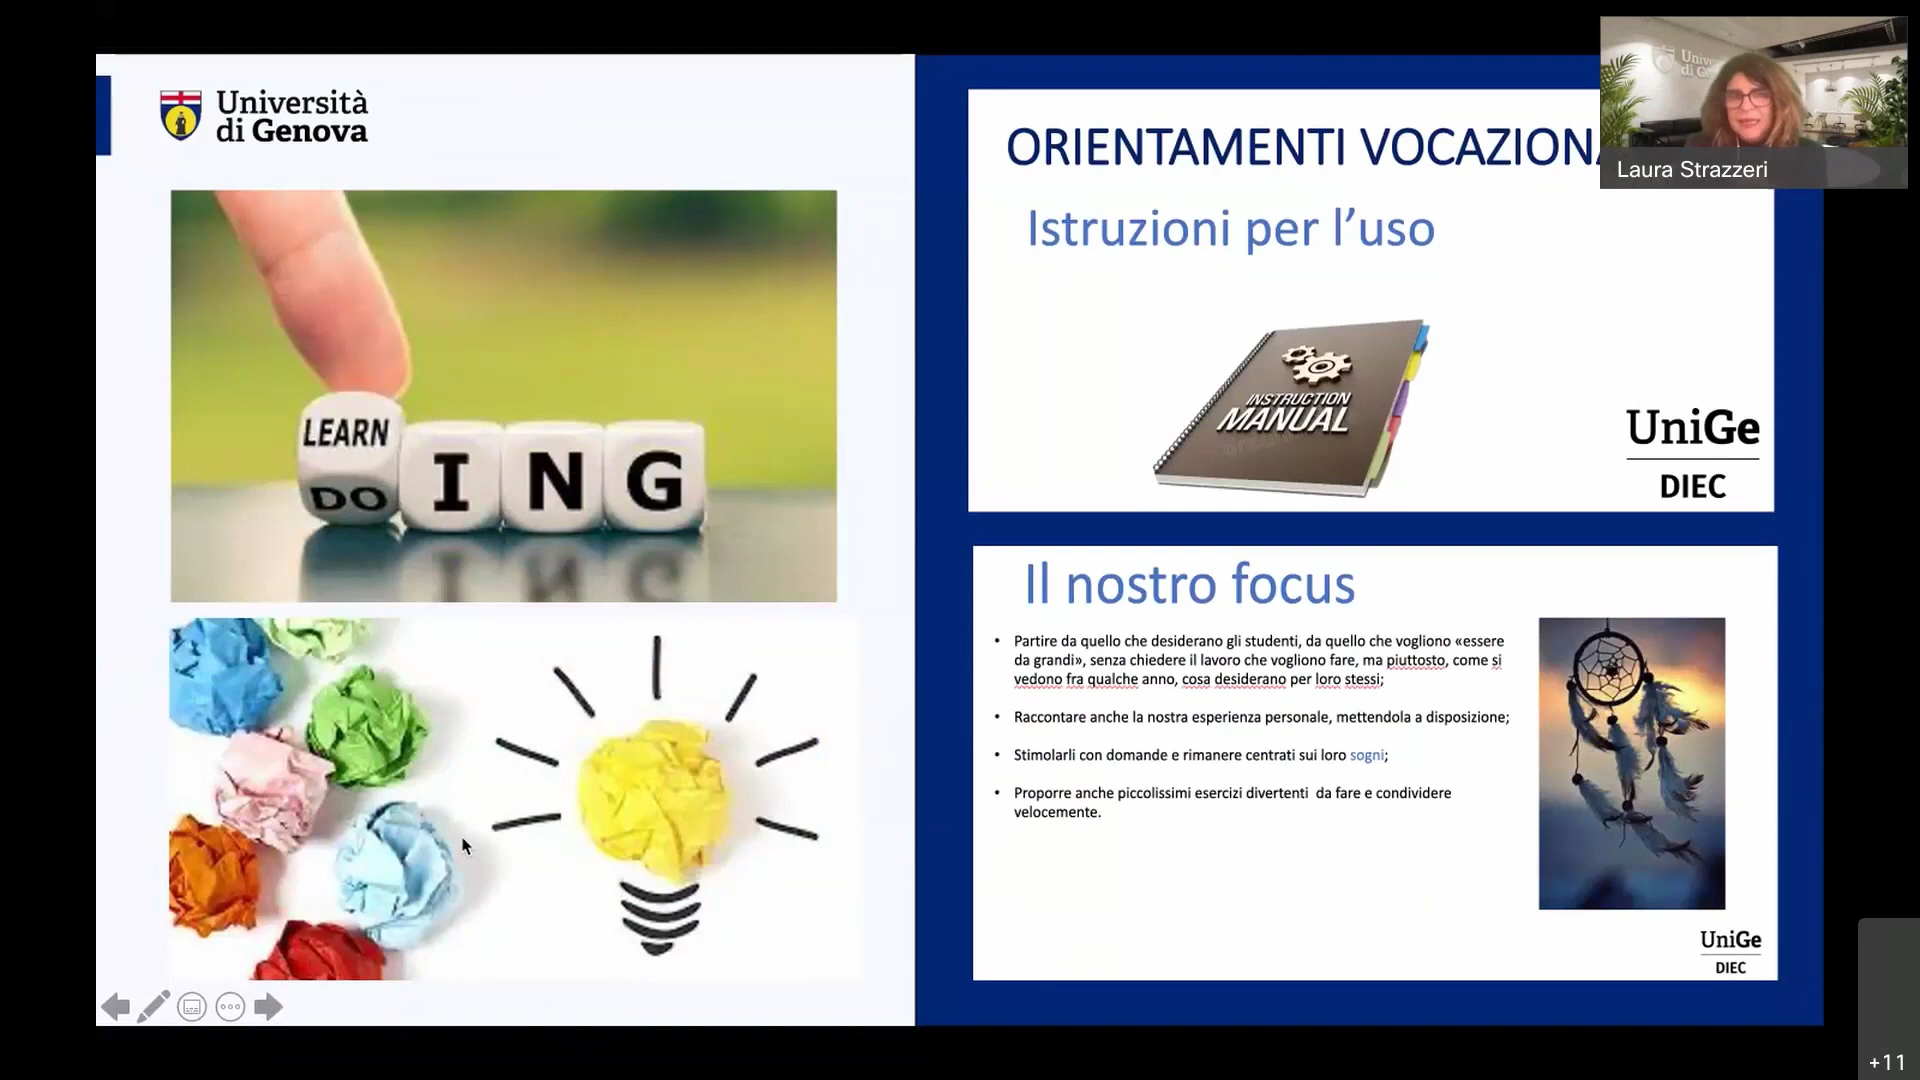 Università
di Genova
LEARN
DO
I N G
ORIENTAMENTI VOCAZION
Istruzioni per l’uso
INSTRUCTION
MANUAL
UniGe
DIEC
Il nostro focus
• Partire da quello che desiderano gli studenti, da quello che vogliono «essere
da grandi», senza chiedere il lavoro che vogliono fare, ma piuttosto, come si
vedono fra qualche anno, cosa desiderano per loro stessi;
• Raccontare anche la nostra esperienza personale, mettendola a disposizione;
• Stimolarli con domande e rimanere centrati sui loro sogni;
• Proporre anche piccolissimi esercizi divertenti da fare e condividere
velocemente.
UniGe
DIEC
Laura Strazzeri
+11